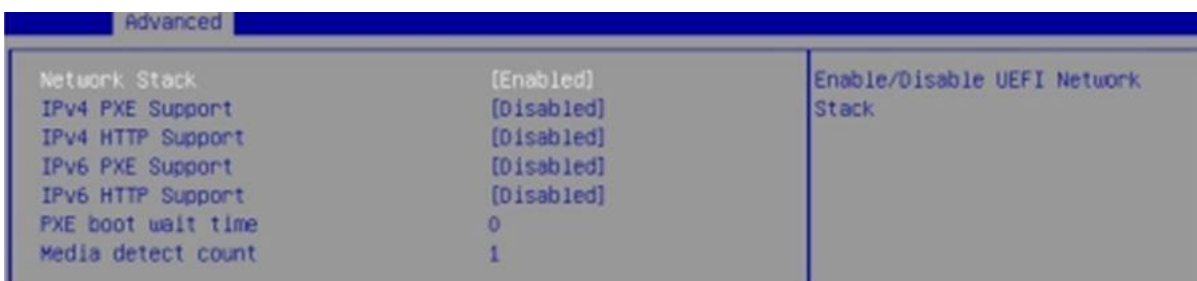 Advanced
Network Stack [Enabled]
IPv4 PXE Support [Disabled]
IPv4 HTTP Support [Disabled]
IPv6 PXE Support [Disabled]
IPv6 HTTP Support [Disabled]
PXE boot wait time 0
Media detect count 1
Enable/Disable UEFI Network
Stack